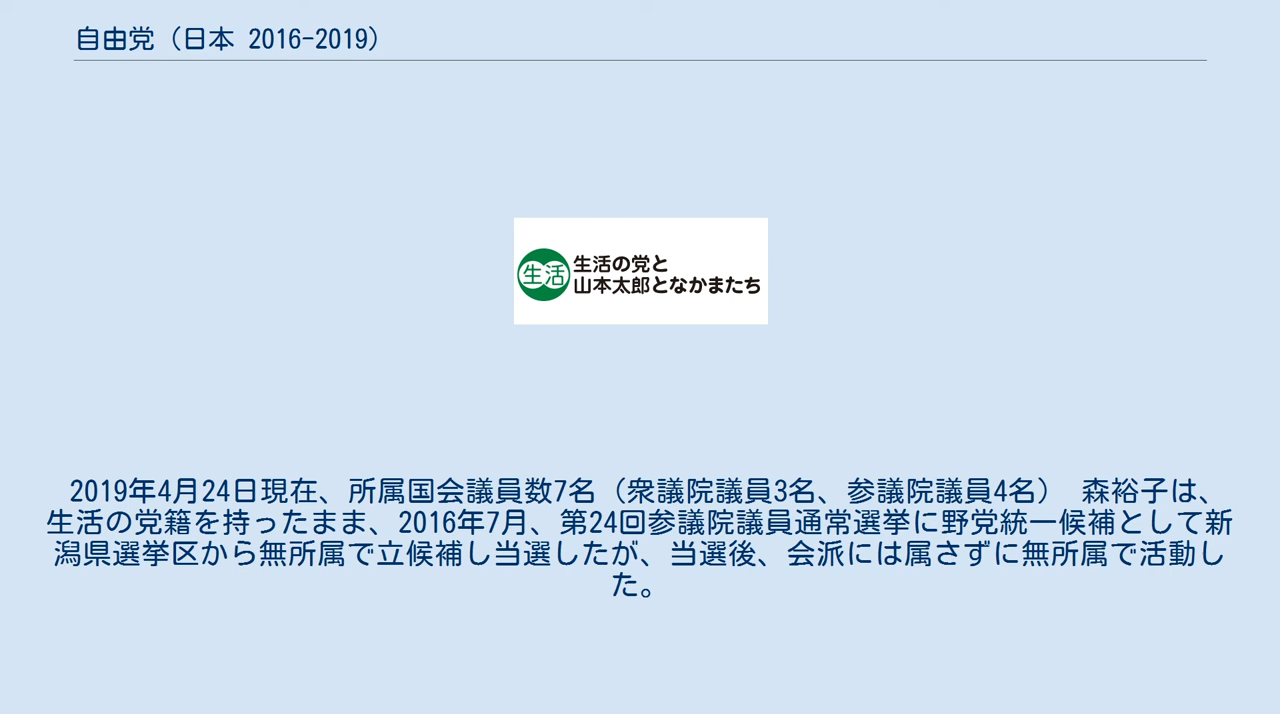 自由党（日本 2016-2019）
生活
生活の党と
山本太郎となかまたち
2019年4月24日現在、所属国会議員数7名（衆議院議員3名、参議院議員4名） 森裕子は、
生活の党籍を持ったまま、2016年7月、第24回参議院議員通常選挙に野党統一候補として新
潟県選挙区から無所属で立候補し当選したが、当選後、会派には属さずに無所属で活動し
た。